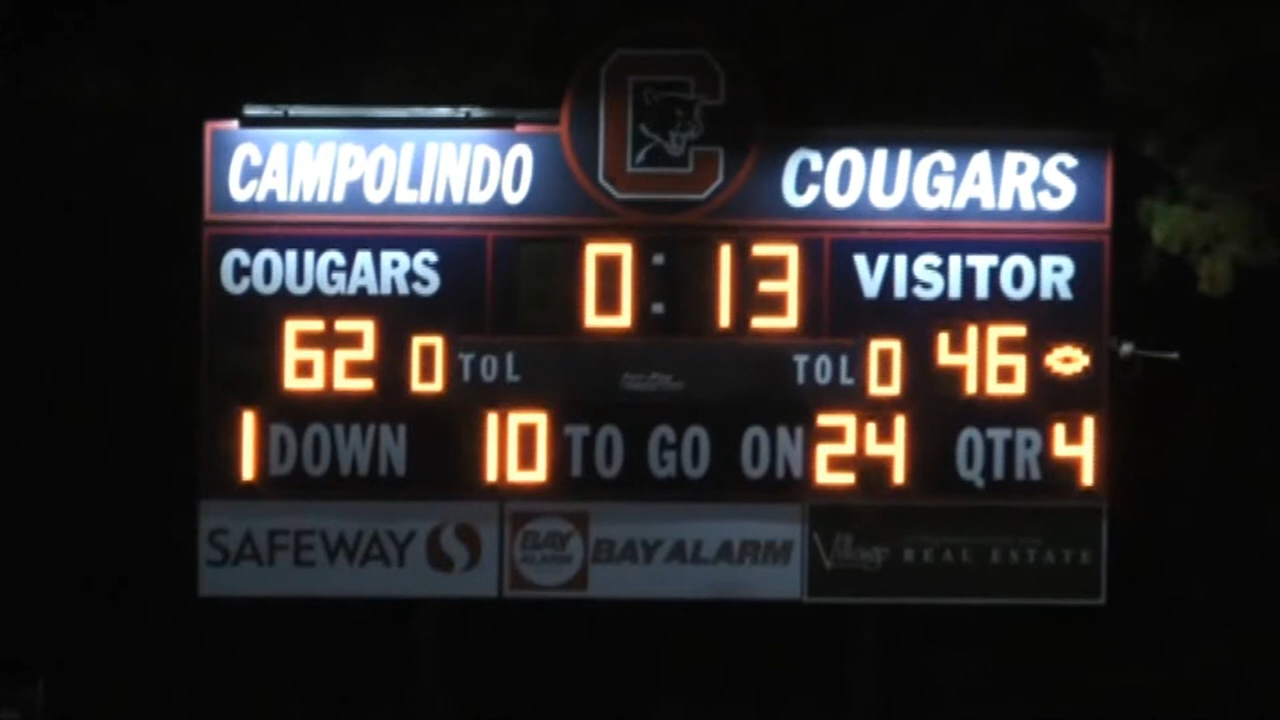 C
CAMPOLINDO COUGARS
COUGARS 0:13 VISITOR
62 0 TOL TOL 0 46
1 DOWN 10 TO GO ON 24 QTR 4
SAFEWAY BAY ALARM BAY ALARM Village REAL ESTATE